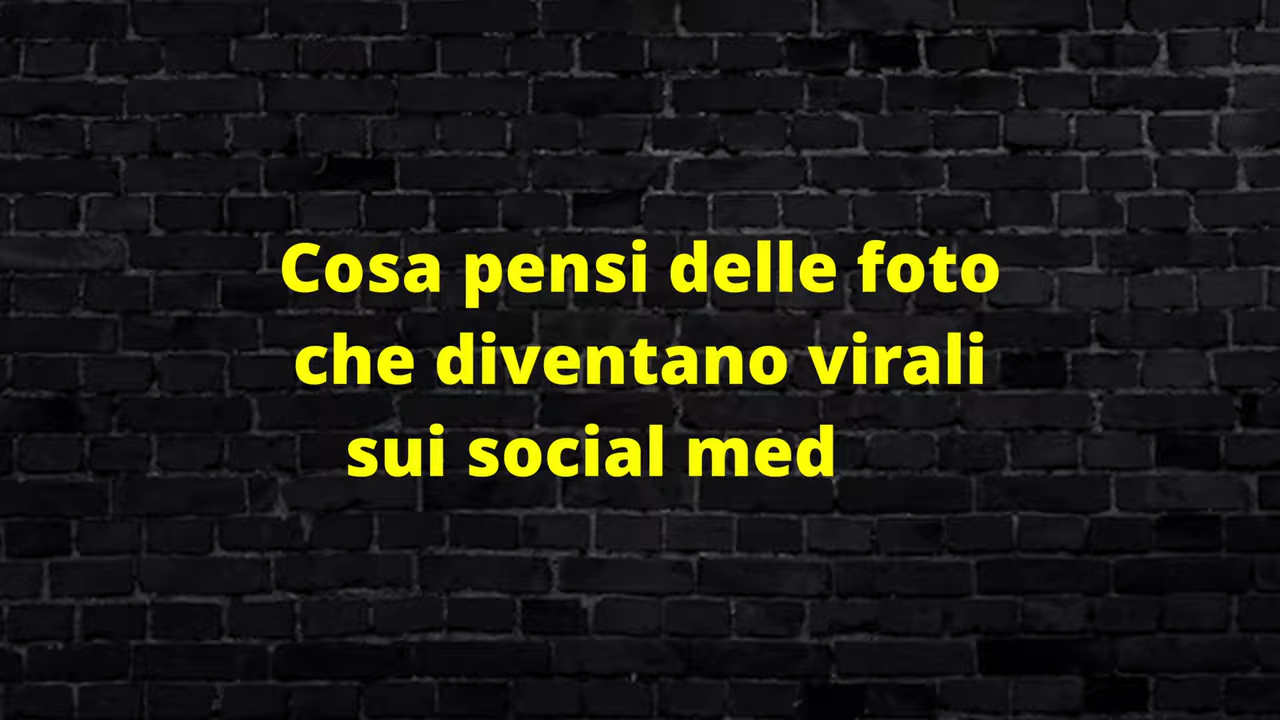 Cosa pensi delle foto
che diventano virali
sui social med